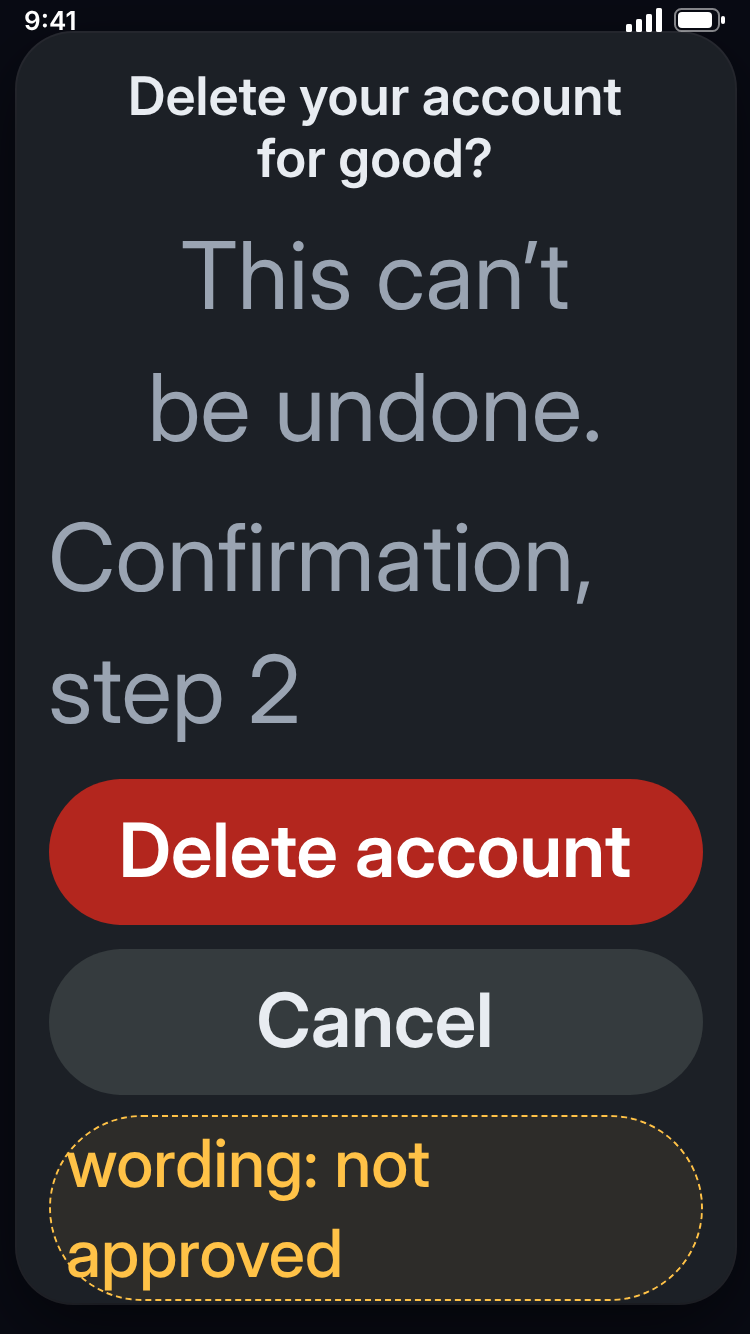 9:41
Delete your account
for good?
This can’t
be undone.
Confirmation,
step 2
Delete account
Cancel
wording: not
approved